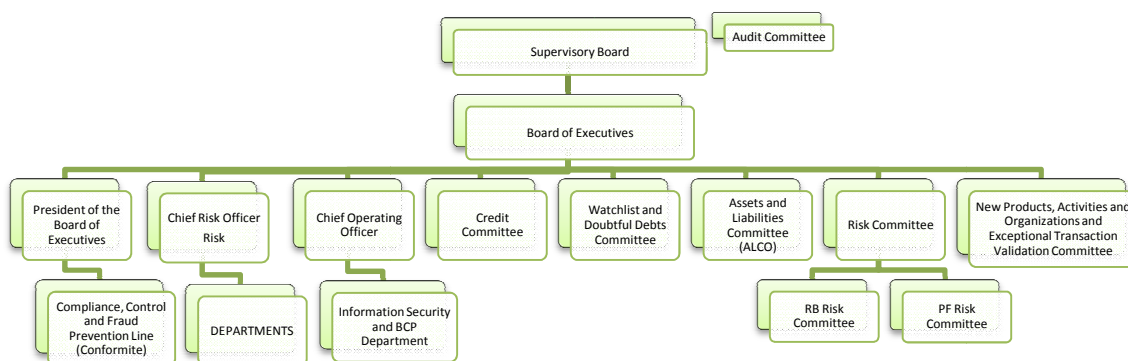 Audit Committee
Supervisory Board
Board of Executives
President of the
Board of
Executives
Chief Risk Officer
Risk
Chief Operating
Officer
Credit
Committee
Watchlist and
Doubtful Debts
Committee
Assets and
Liabilities
Committee
(ALCO)
Risk Committee
New Products, Activities and
Organizations and
Exceptional Transaction
Validation Committee
Compliance, Control
and Fraud
Prevention Line
(Conformite)
DEPARTMENTS
Information Security
and BCP
Department
RB Risk
Committee
PF Risk
Committee